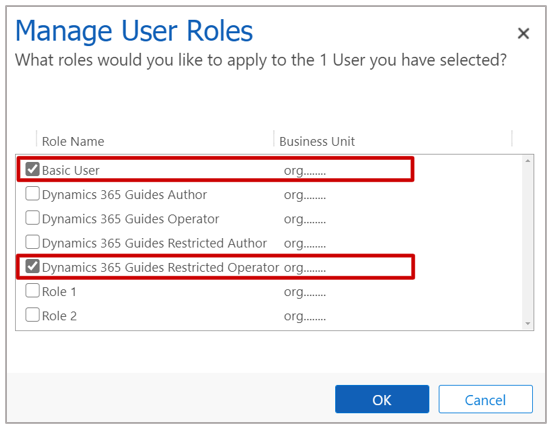 Manage User Roles
What roles would you like to apply to the 1 User you have selected?
Role Name Business Unit
Basic User org........
Dynamics 365 Guides Author org........
Dynamics 365 Guides Operator org........
Dynamics 365 Guides Restricted Author org........
Dynamics 365 Guides Restricted Operator org........
Role 1 org........
Role 2 org........
OK Cancel